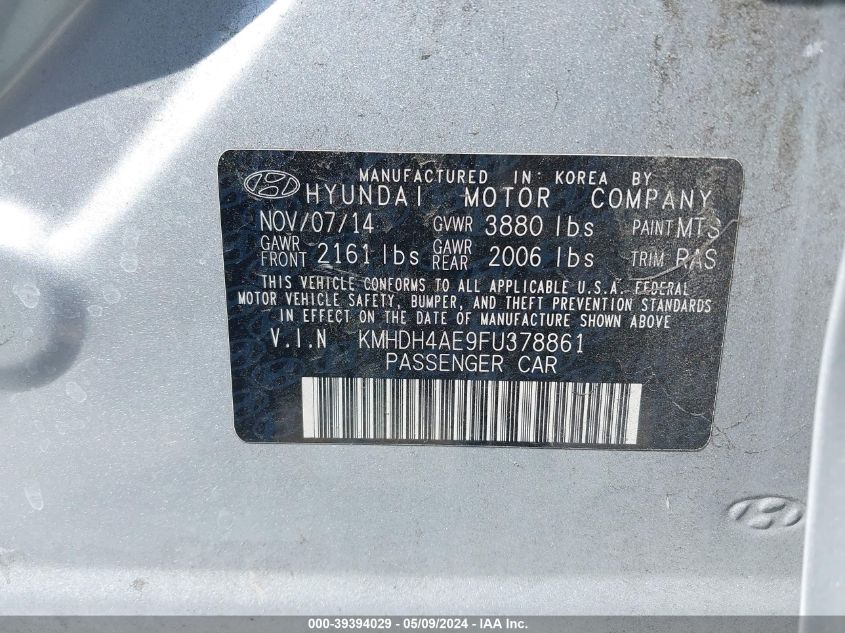 MANUFACTURED IN KOREA BY
HYUNDAI MOTOR COMPANY
NOV/07/14 GVWR 3880 lbs PAINT MTS
GAWR FRONT 2161 lbs GAWR REAR 2006 lbs TRIM RAS
THIS VEHICLE CONFORMS TO ALL APPLICABLE U.S.A. FEDERAL
MOTOR VEHICLE SAFETY, BUMPER, AND THEFT PREVENTION STANDARDS
IN EFFECT ON THE DATE OF MANUFACTURE SHOWN ABOVE
V.I.N KMHDH4AE9FU378861
PASSENGER CAR
000-39394029 - 05/09/2024 - IAA Inc.